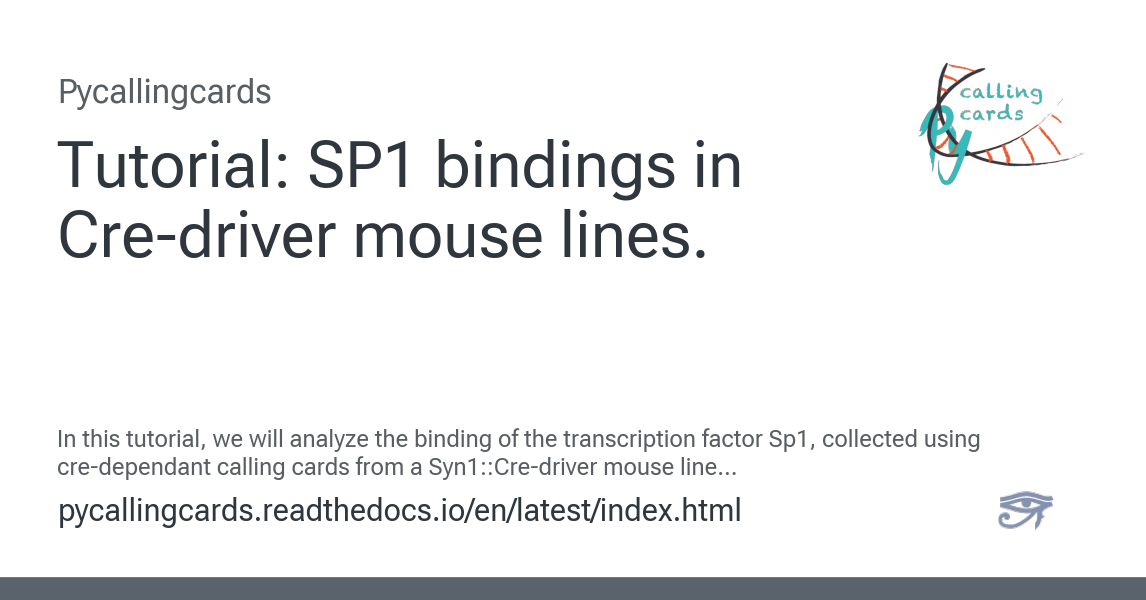 Pycallingcards
calling
cards
Py
Tutorial: SP1 bindings in
Cre-driver mouse lines.
In this tutorial, we will analyze the binding of the transcription factor Sp1, collected using
cre-dependant calling cards from a Syn1::Cre-driver mouse line...
pycallingcards.readthedocs.io/en/latest/index.html